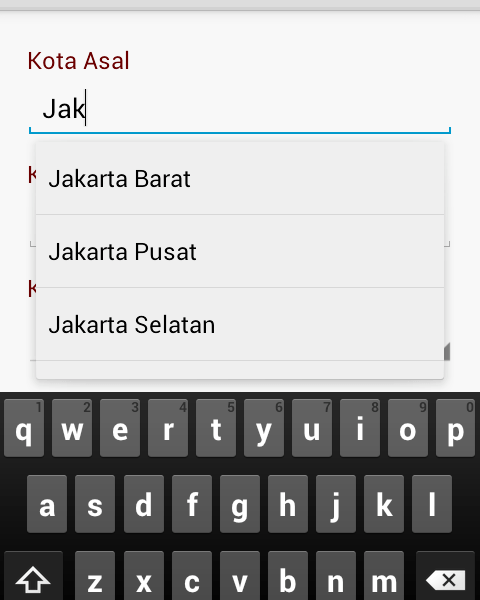 Kota Asal
Jak
K
Jakarta Barat
Jakarta Pusat
K
Jakarta Selatan
1 2 3 4 5 6 7 8 9 0
q w e r t y u i o p
a s d f g h j k l
z x c v b n m